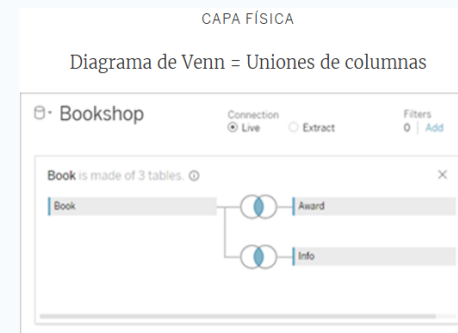 CAPA FÍSICA
Diagrama de Venn = Uniones de columnas
Bookshop
Connection
Live
Extract
Filters
0 | Add
Book is made of 3 tables.
Book
Award
Info